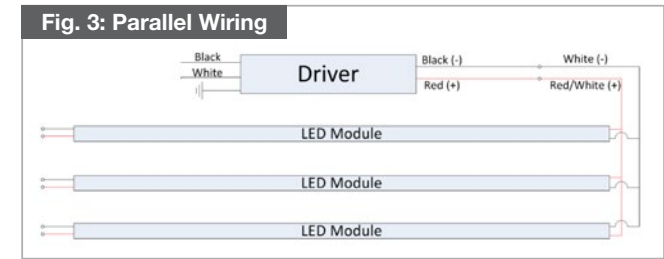 Fig. 3: Parallel Wiring
Black
White
Driver
Black (-)
Red (+)
White (-)
Red/White (+)
LED Module
LED Module
LED Module